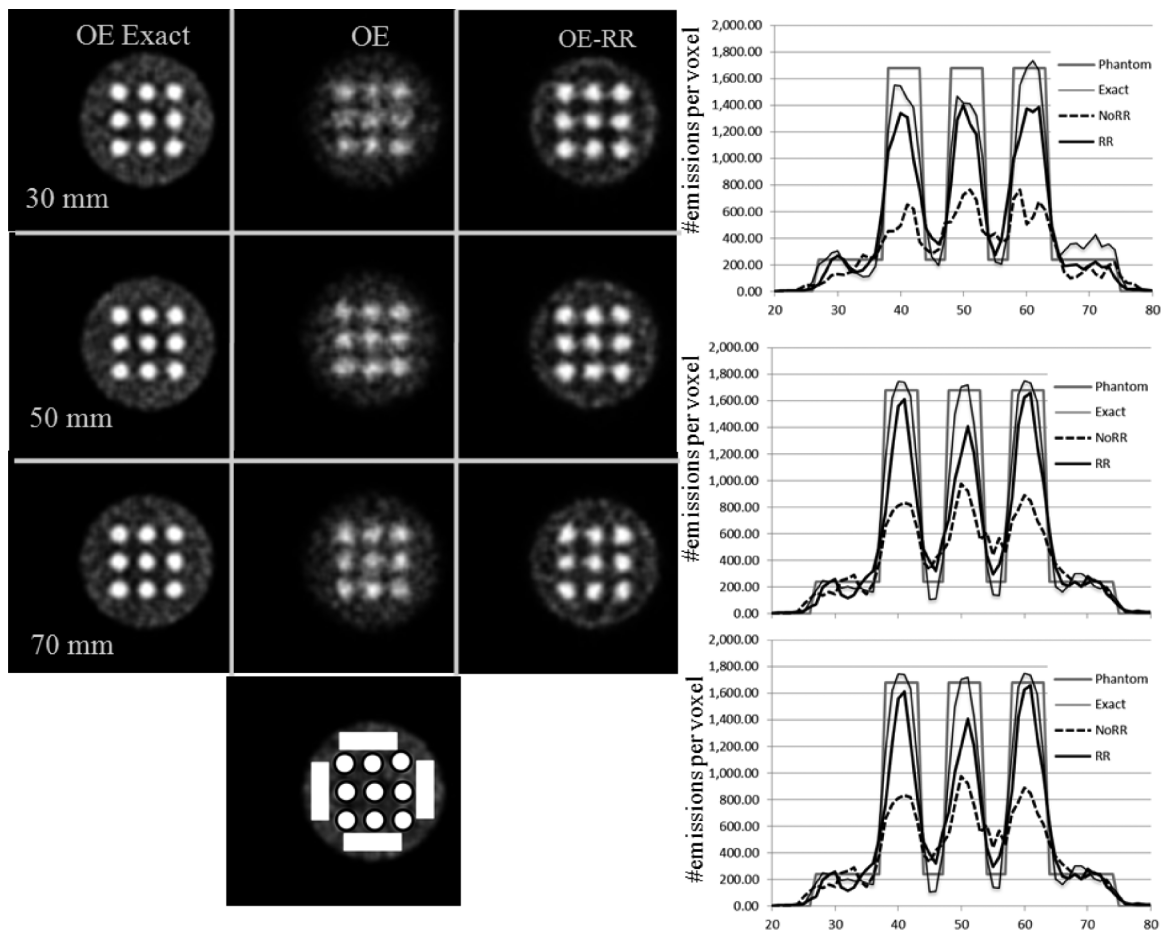 OE Exact
OE
OE-RR
30 mm
50 mm
70 mm
#emissions per voxel
2,000.00
1,800.00
1,600.00
1,400.00
1,200.00
1,000.00
800.00
600.00
400.00
200.00
0.00
20
30
40
50
60
70
80
Phantom
Exact
NoRR
RR
#emissions per voxel
2,000.00
1,800.00
1,600.00
1,400.00
1,200.00
1,000.00
800.00
600.00
400.00
200.00
0.00
20
30
40
50
60
70
80
Phantom
Exact
NoRR
RR
#emissions per voxel
2,000.00
1,800.00
1,600.00
1,400.00
1,200.00
1,000.00
800.00
600.00
400.00
200.00
0.00
20
30
40
50
60
70
80
Phantom
Exact
NoRR
RR